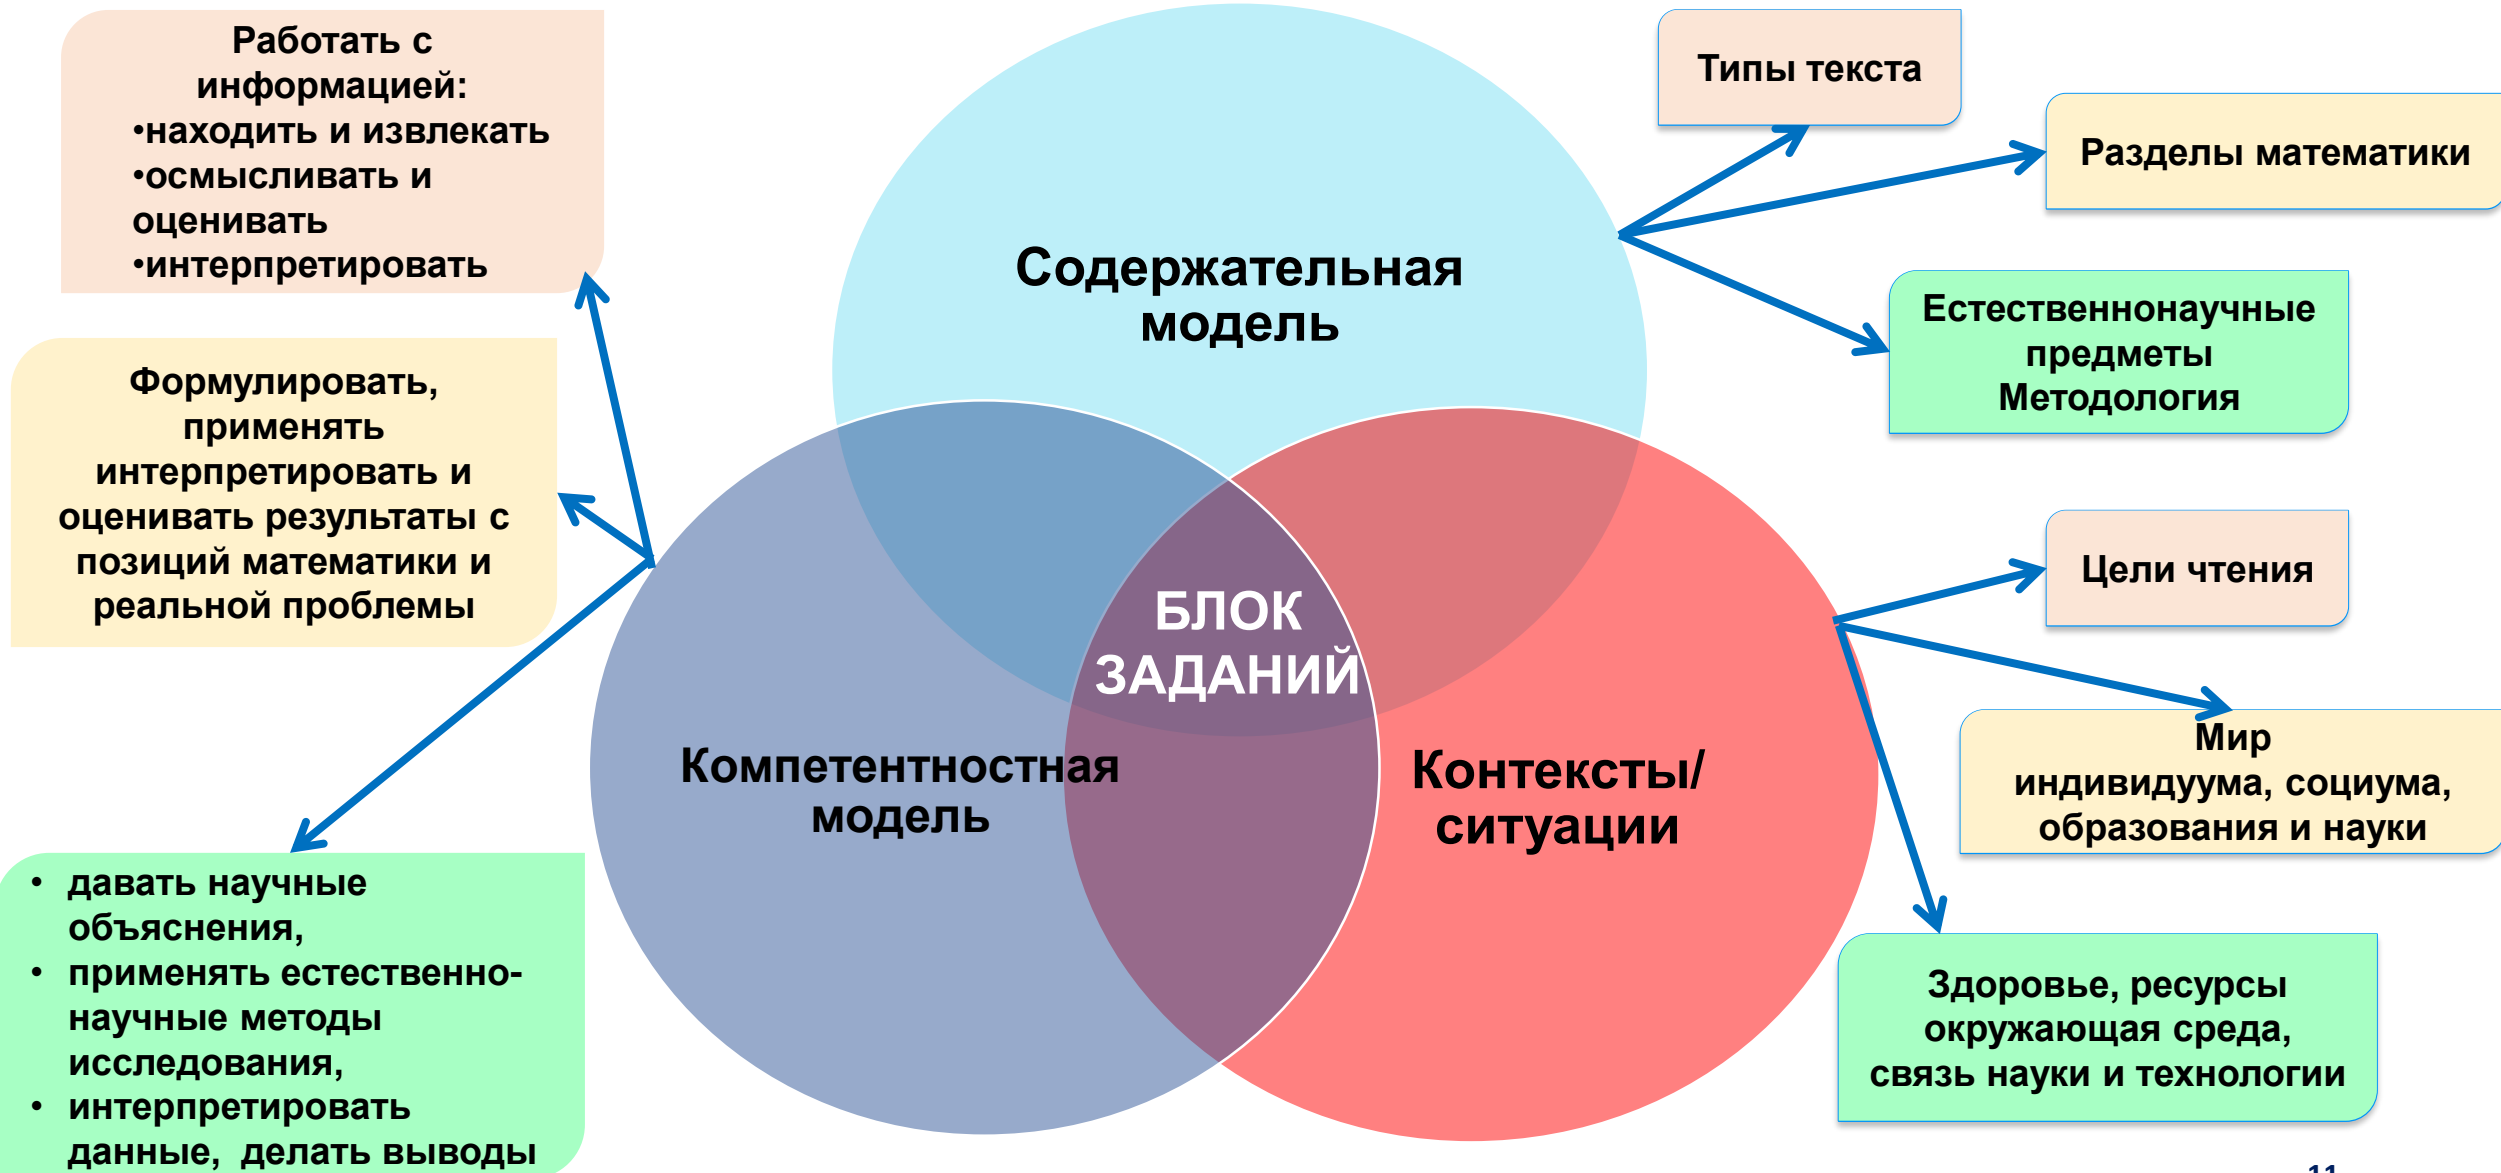 Работать с
информацией:
•находить и извлекать
•осмысливать и
оценивать
•интерпретировать
Формулировать,
применять
интерпретировать и
оценивать результаты с
позиций математики и
реальной проблемы
• давать научные
объяснения,
• применять естественно-
научные методы
исследования,
• интерпретировать
данные, делать выводы
Содержательная
модель
БЛОК
ЗАДАНИЙ
Компетентностная
модель
Контексты/
ситуации
Типы текста
Разделы математики
Естественнонаучные
предметы
Методология
Цели чтения
Мир
индивидуума, социума,
образования и науки
Здоровье, ресурсы
окружающая среда,
связь науки и технологии
11